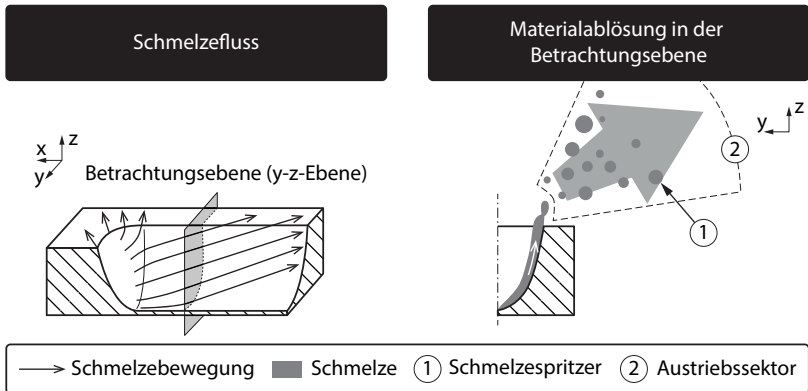 Schmelzefluss
Materialablösung in der
Betrachtungsebene
x z
y
Betrachtungsebene (y-z-Ebene)
y z
2
1
Schmelzebewegung Schmelze 1 Schmelzespritzer 2 Austriebssektor